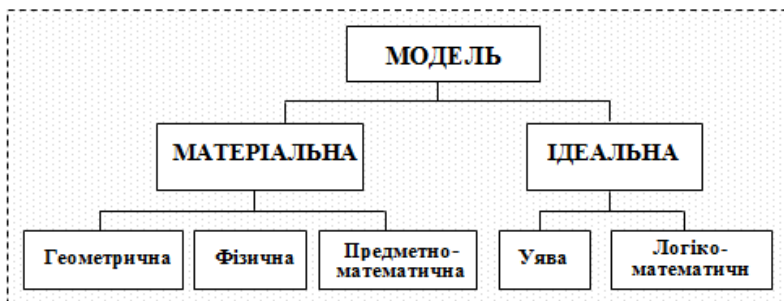 МОДЕЛЬ
МАТЕРІАЛЬНА
ІДЕАЛЬНА
Геометрична
Фізична
Предметно-
математична
Уява
Логіко-
математичн